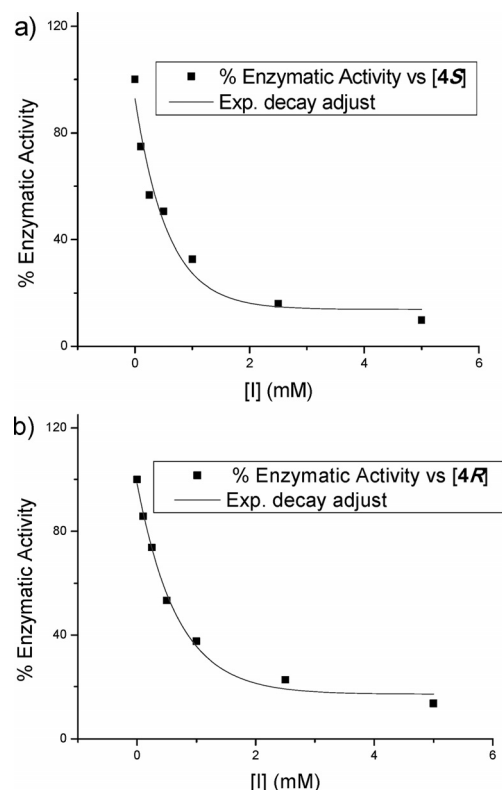 a)
120
% Enzymatic Activity vs [4S]
Exp. decay adjust
80
40
0
% Enzymatic Activity
0 2 4 6
[I] (mM)
b)
120
% Enzymatic Activity vs [4R]
Exp. decay adjust
80
40
0
% Enzymatic Activity
0 2 4 6
[I] (mM)